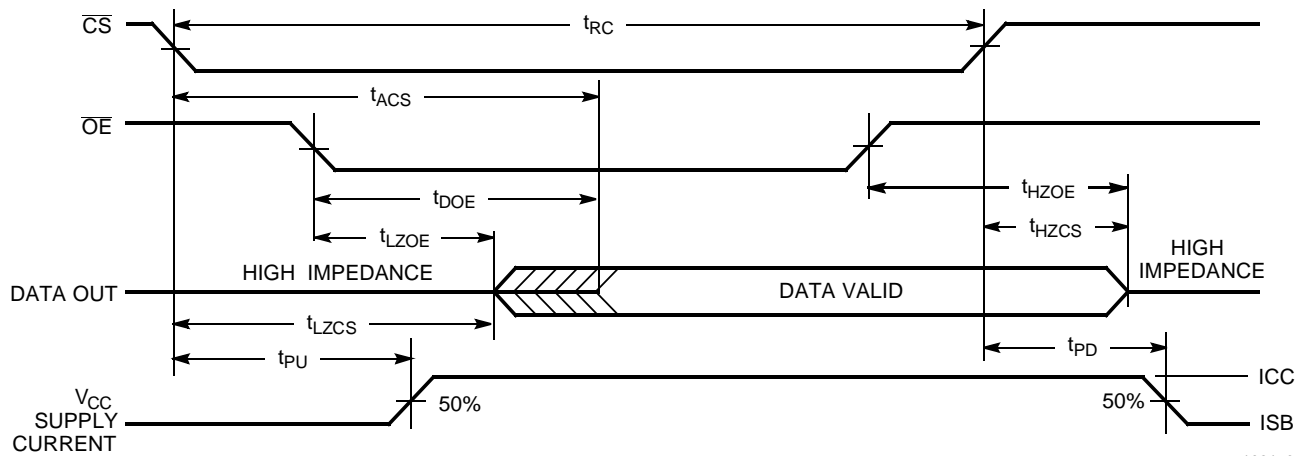 CS
tRC
tACS
OE
tDOE
tHZOE
tLZOE
tHZCS
HIGH IMPEDANCE
HIGH
IMPEDANCE
DATA OUT
DATA VALID
tLZCS
tPU
tPD
VCC
SUPPLY
CURRENT
50%
50%
ICC
ISB